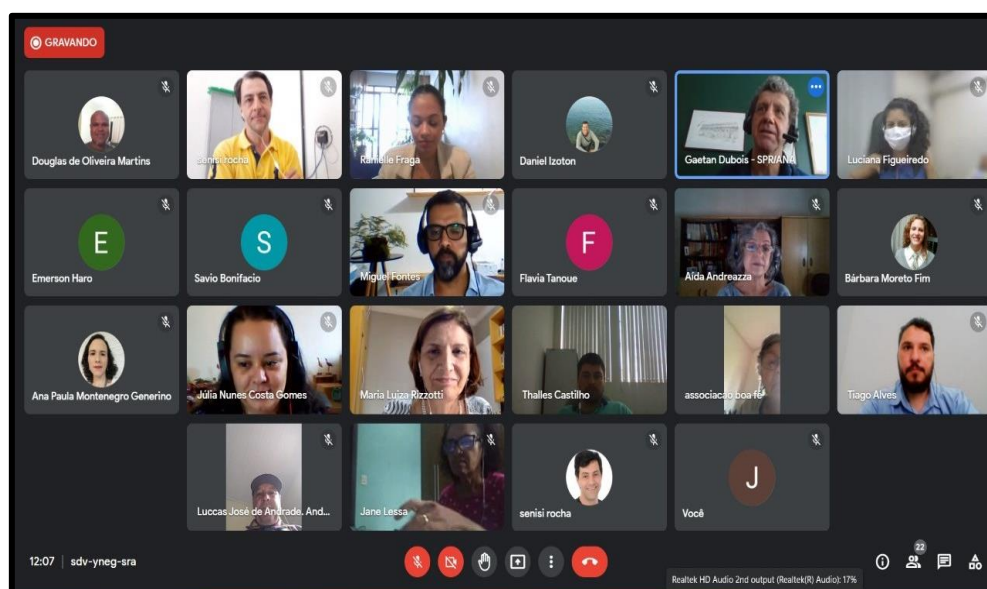 GRAVANDO
Douglas de Oliveira Martins
senisi rocha
Ranielle Fraga
Daniel Izoton
Gaetan Dubois - SPR/ANA
Luciana Figueiredo
E
Emerson Haro
S
Savio Bonifacio
Miguel Fontes
F
Flavia Tanoue
Aída Andreazza
Bárbara Moreto Fim
Ana Paula Montenegro Generino
Júlia Nunes Costa Gomes
Maria Luiza Rizzotti
Thalles Castilho
associacao boa fé
Tiago Alves
Luccas José de Andrade. And...
Jane Lessa
senisi rocha
J
Você
12:07 | sdv-yneg-sra
22
Realtek HD Audio 2nd output (Realtek(R) Audio): 17%